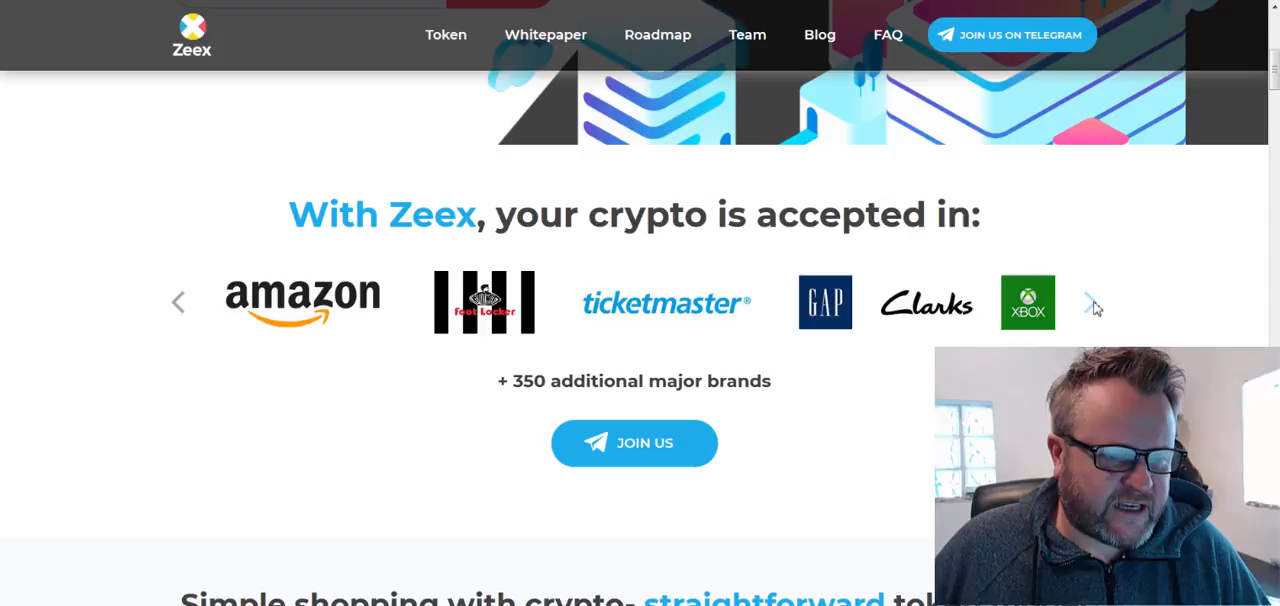 Zeex
Token Whitepaper Roadmap Team Blog FAQ JOIN US ON TELEGRAM
With Zeex, your crypto is accepted in:
amazon Foot Locker ticketmaster® GAP Clarks XBOX
+ 350 additional major brands
JOIN US
Simple shopping with crypto- straightforward